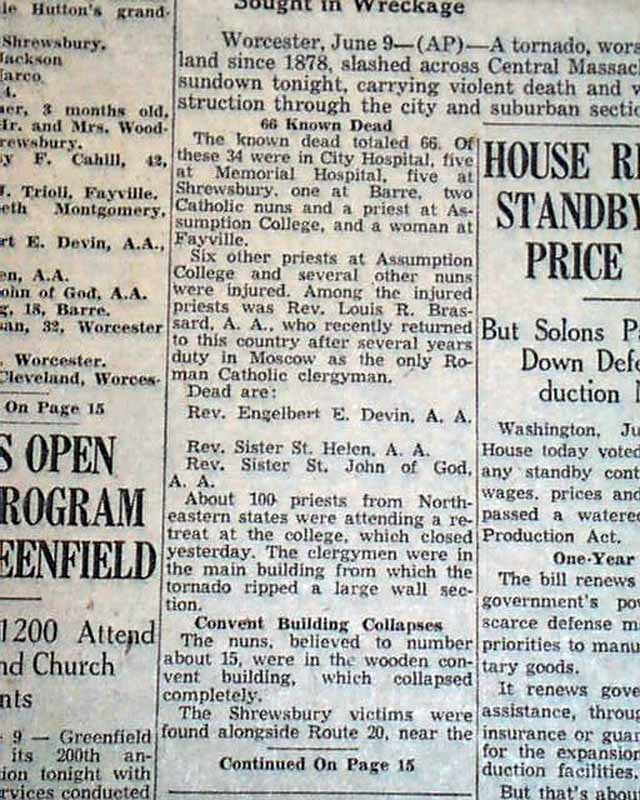 e Hutton's grand-
Shrewsbury.
Jackson
Marco
4.
ner, 3 months old,
Mr. and Mrs. Wood-
rewsbury.
y F. Cahill, 42,
J. Trioli, Fayville.
beth Montgomery,
rt E. Devin, A.A.,
en, A.A.
ohn of God, A.A.
g, 18, Barre.
san, 32, Worcester
. Worcester.
Cleveland, Worces-
On Page 15
S OPEN
ROGRAM
EENFIELD
1200 Attend
nd Church
nts
9 — Greenfield
its 200th an-
ion tonight with
rvices conducted
Sought in Wreckage
Worcester, June 9—(AP)—A tornado, wors
land since 1878, slashed across Central Massac
sundown tonight, carrying violent death and
struction through the city and suburban secti
66 Known Dead
The known dead totaled 66. Of
these 34 were in City Hospital, five
at Memorial Hospital, five at
Shrewsbury, one at Barre, two
Catholic nuns and a priest at As-
sumption College, and a woman at
Fayville.
Six other priests at Assumption
College and several other nuns
were injured. Among the injured
priests was Rev. Louis R. Bras-
sard, A. A., who recently returned
to this country after several years
duty in Moscow as the only Ro-
man Catholic clergyman.
Dead are:
Rev. Engelbert E. Devin, A. A.
Rev. Sister St. Helen, A. A.
Rev. Sister St. John of God,
A. A.
About 100 priests from North-
eastern states were attending a re-
treat at the college, which closed
yesterday. The clergymen were in
the main building from which the
tornado ripped a large wall sec-
tion.
Convent Building Collapses
The nuns, believed to number
about 15, were in the wooden con-
vent building, which collapsed
completely.
The Shrewsbury victims were
found alongside Route 20, near the
Continued On Page 15
HOUSE RE
STANDBY
PRICE
But Solons Pa
Down Defe
duction
Washington, Ju
House today voted
any standby cont
wages, prices and
passed a watered
Production Act.
One-Year
The bill renews
government's pow
scarce defense m
priorities to manu
tary goods.
It renews gove
assistance, throug
insurance or guar
for the expansion
duction facilities.
But that's abou